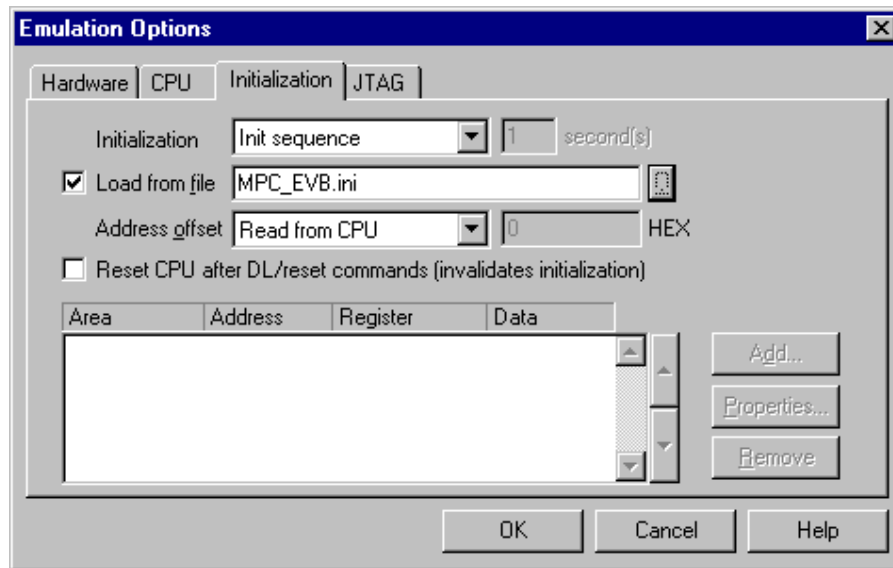 Emulation Options
Hardware CPU Initialization JTAG
Initialization Init sequence 1 second(s)
Load from file MPC_EVB.ini
Address offset Read from CPU 0 HEX
Reset CPU after DL/reset commands (invalidates initialization)
Area Address Register Data
Add...
Properties...
Remove
OK Cancel Help